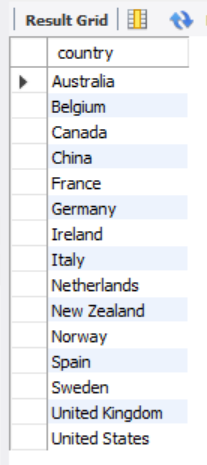 Result Grid
country
Australia
Belgium
Canada
China
France
Germany
Ireland
Italy
Netherlands
New Zealand
Norway
Spain
Sweden
United Kingdom
United States